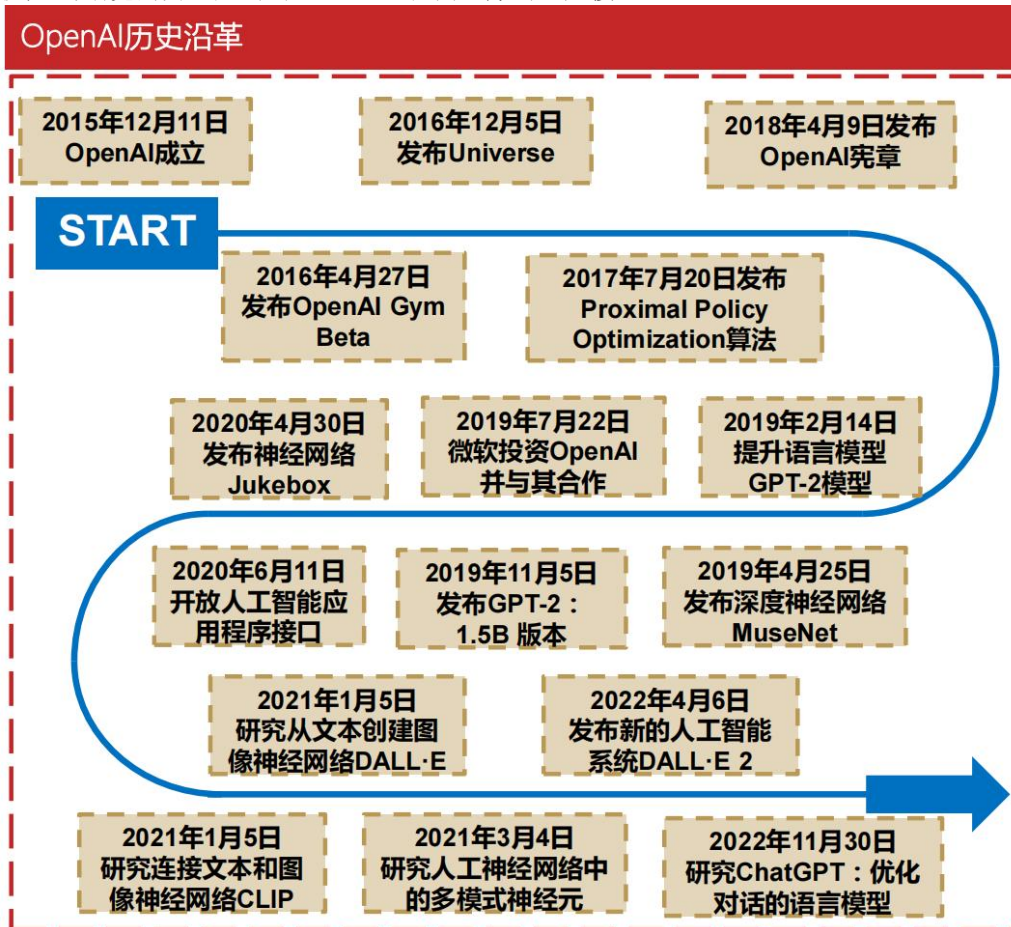 OpenAI历史沿革
2015年12月11日
OpenAI成立
2016年12月5日
发布Universe
2018年4月9日发布
OpenAI宪章
START
2016年4月27日
发布OpenAI Gym
Beta
2017年7月20日发布
Proximal Policy
Optimization算法
2020年4月30日
发布神经网络
Jukebox
2019年7月22日
微软投资OpenAI
并与其合作
2019年2月14日
提升语言模型
GPT-2模型
2020年6月11日
开放人工智能应
用程序接口
2019年11月5日
发布GPT-2：
1.5B 版本
2019年4月25日
发布深度神经网络
MuseNet
2021年1月5日
研究从文本创建图
像神经网络DALL·E
2022年4月6日
发布新的人工智能
系统DALL·E 2
2021年1月5日
研究连接文本和图
像神经网络CLIP
2021年3月4日
研究人工神经网络中
的多模式神经元
2022年11月30日
研究ChatGPT：优化
对话的语言模型